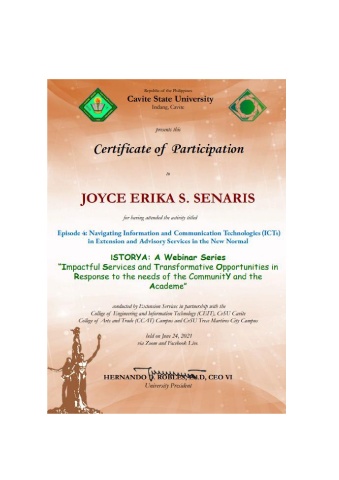 Republic of the Philippines
Cavite State University
Indang, Cavite
presents this
Certificate of Participation
to
JOYCE ERIKA S. SENARIS
for having attended the activity titled
Episode 4: Navigating Information and Communication Technologies (ICTs)
in Extension and Advisory Services in the New Normal
ISTORYA: A Webinar Series
"Impactful Services and Transformative Opportunities in
Response to the needs of the CommunitY and the
Academe"
conducted by Extension Services in partnership with the
College of Engineering and Information Technology (CEIT), CvSU Cavite
College of Arts and Trade (CCAT) Campus and CvSU Trece Martires City Campus
held on June 24, 2021
via Zoom and Facebook Live.
HERNANDO D. ROBLES, Ph.D, CEO VI
University President